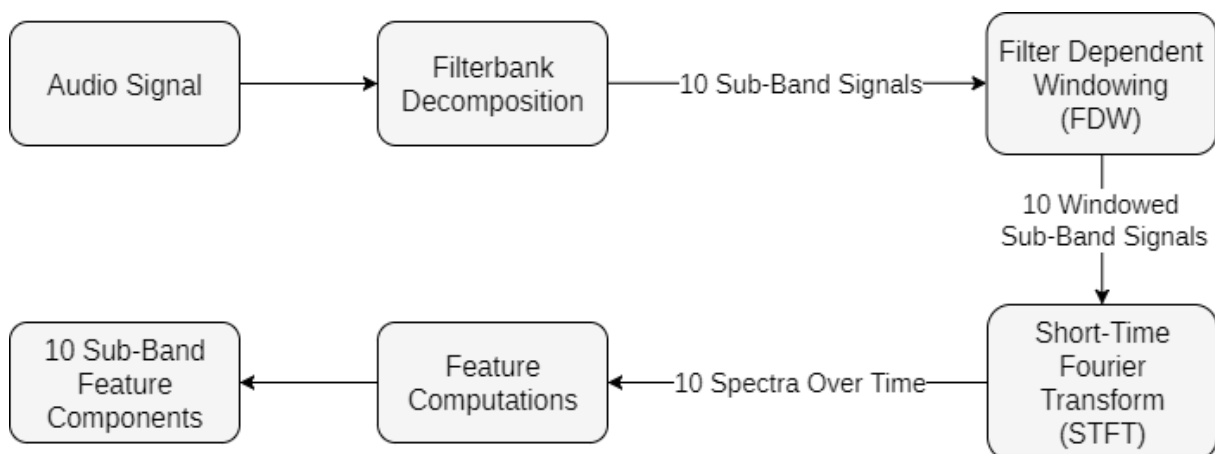 Audio Signal
Filterbank
Decomposition
10 Sub-Band Signals
Filter Dependent
Windowing
(FDW)
10 Windowed
Sub-Band Signals
Short-Time
Fourier
Transform
(STFT)
10 Spectra Over Time
Feature
Computations
10 Sub-Band
Feature
Components